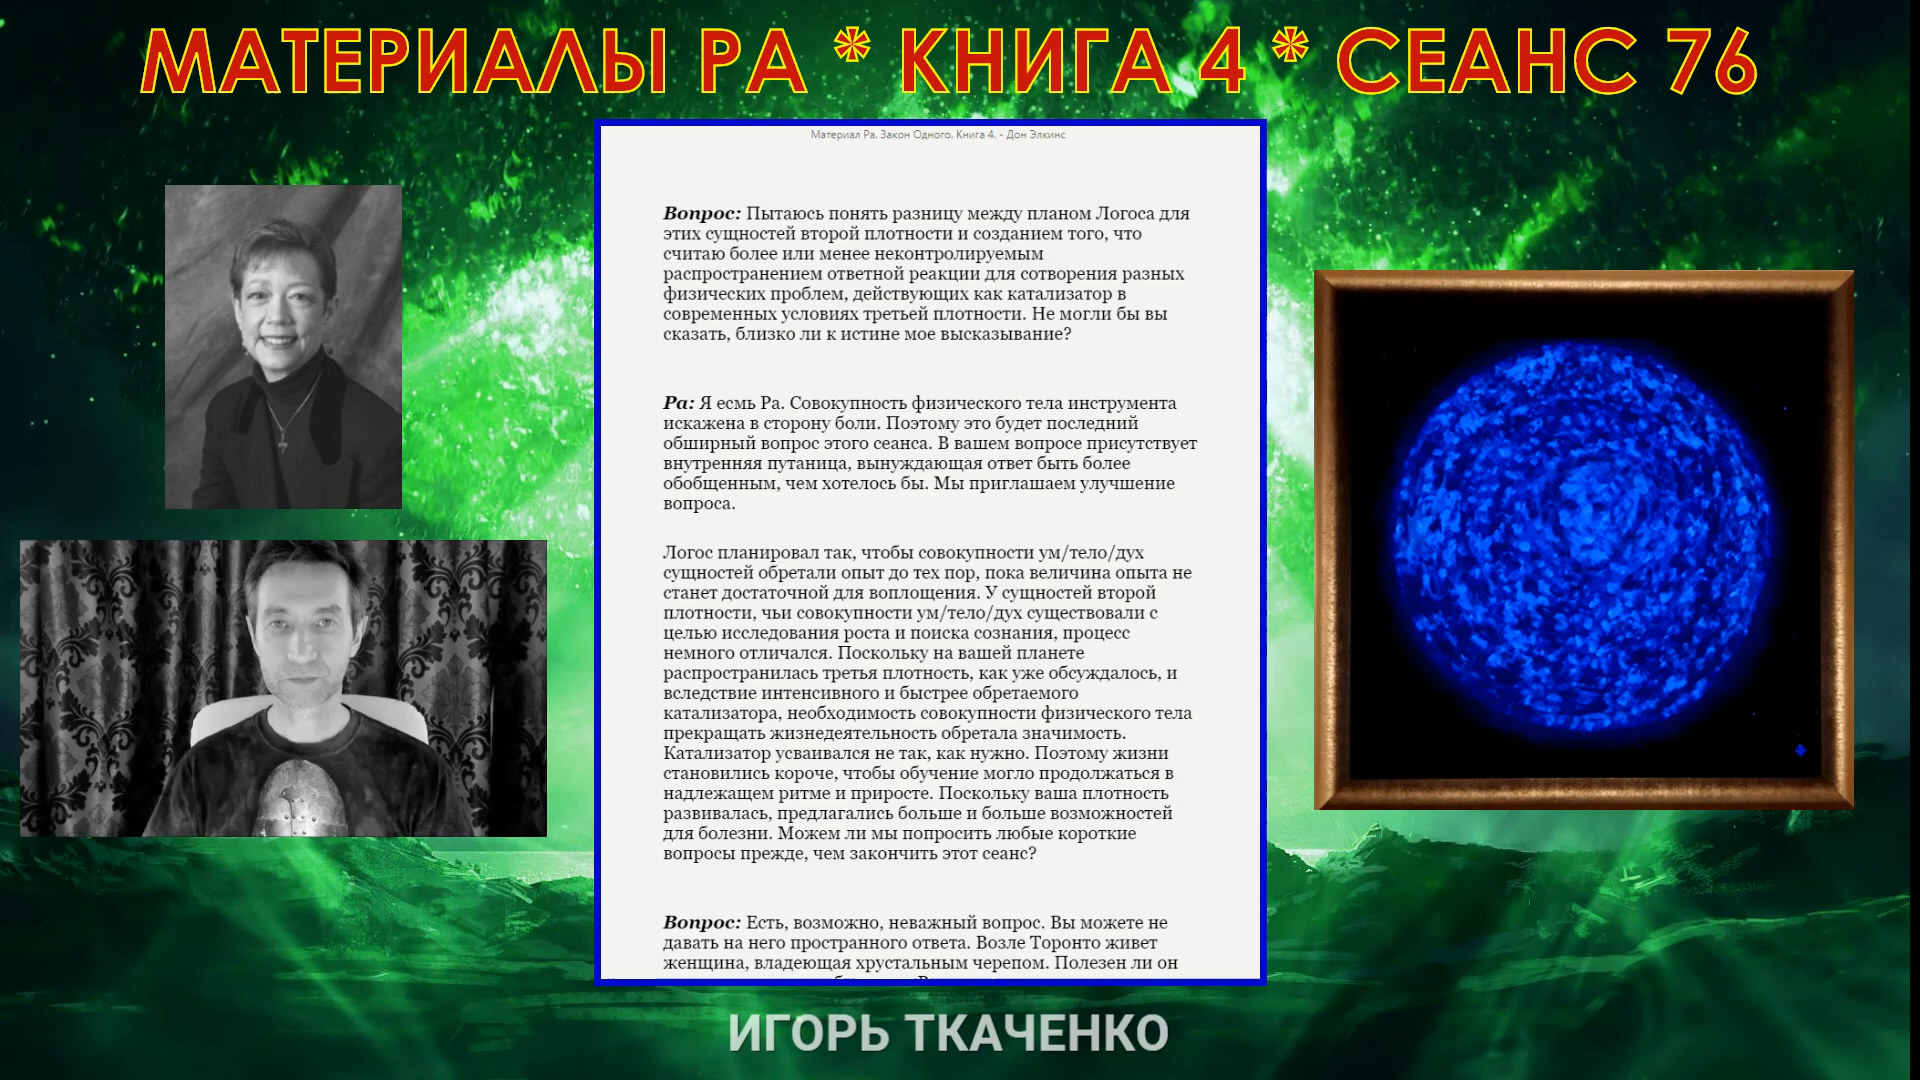 МАТЕРИАЛЫ РА * КНИГА 4 * СЕАНС 76
Материал Ра. Закон Одного. Книга 4. - Дон Элкинс
Вопрос: Пытаюсь понять разницу между планом Логоса для
этих сущностей второй плотности и созданием того, что
считаю более или менее неконтролируемым
распространением ответной реакции для сотворения разных
физических проблем, действующих как катализатор в
современных условиях третьей плотности. Не могли бы вы
сказать, близко ли к истине мое высказывание?
Ра: Я есмь Ра. Совокупность физического тела инструмента
искажена в сторону боли. Поэтому это будет последний
обширный вопрос этого сеанса. В вашем вопросе присутствует
внутренняя путаница, вынуждающая ответ быть более
обобщенным, чем хотелось бы. Мы приглашаем улучшение
вопроса.
Логос планировал так, чтобы совокупности ум/тело/дух
сущностей обретали опыт до тех пор, пока величина опыта не
станет достаточной для воплощения. У сущностей второй
плотности, чьи совокупности ум/тело/дух существовали с
целью исследования роста и поиска сознания, процесс
немного отличался. Поскольку на вашей планете
распространилась третья плотность, как уже обсуждалось, и
вследствие интенсивного и быстрее обретаемого
катализатора, необходимость совокупности физического тела
прекращать жизнедеятельность обретала значимость.
Катализатор усваивался не так, как нужно. Поэтому жизни
становились короче, чтобы обучение могло продолжаться в
надлежащем ритме и приросте. Поскольку ваша плотность
развивалась, предлагались больше и больше возможностей
для болезни. Можем ли мы попросить любые короткие
вопросы прежде, чем закончить этот сеанс?
Вопрос: Есть, возможно, неважный вопрос. Вы можете не
давать на него пространного ответа. Возле Торонто живет
женщина, владеющая хрустальным черепом. Полезен ли он
ИГОРЬ ТКАЧЕНКО